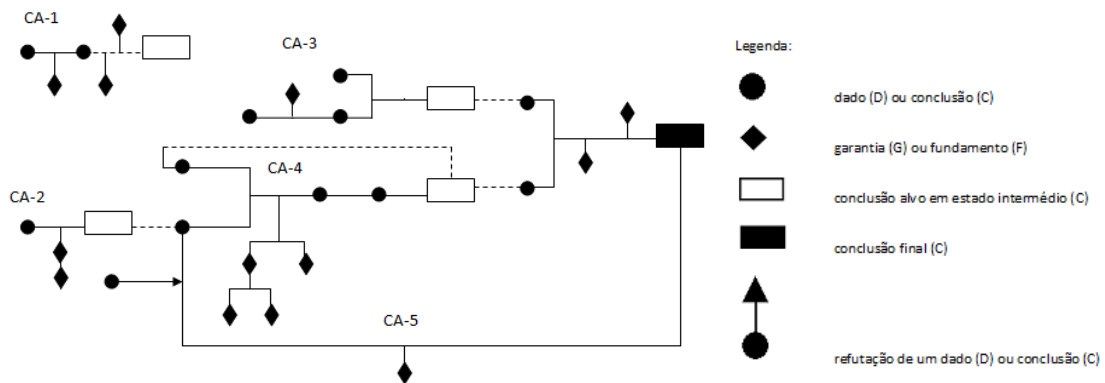 CA-1
CA-3
CA-4
CA-2
CA-5
Legenda:
dado (D) ou conclusão (C)
garantia (G) ou fundamento (F)
conclusão alvo em estado intermédio (C)
conclusão final (C)
refutação de um dado (D) ou conclusão (C)